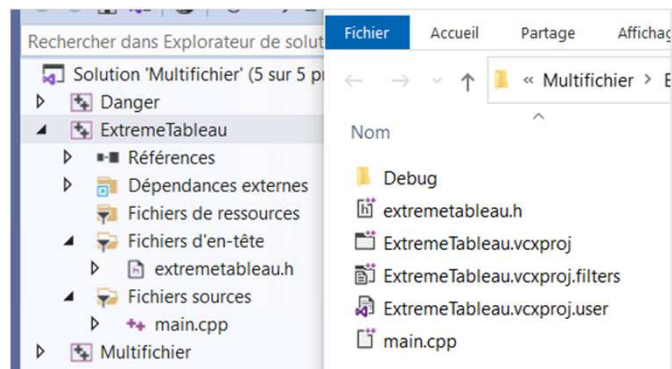 Rechercher dans Explorateur de solut
Solution 'Multifichier' (5 sur 5 pr
Danger
ExtremeTableau
Références
Dépendances externes
Fichiers de ressources
Fichiers d'en-tête
extremetableau.h
Fichiers sources
main.cpp
Multifichier
Fichier Accueil Partage Affichag
« Multifichier > E
Nom
Debug
extremetableau.h
ExtremeTableau.vcxproj
ExtremeTableau.vcxproj.filters
ExtremeTableau.vcxproj.user
main.cpp